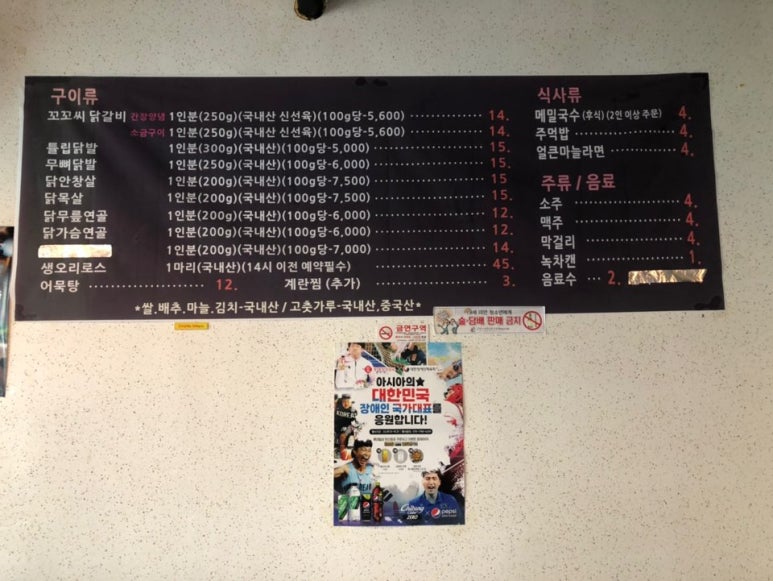 구이류
꼬꼬씨 닭갈비 간장양념 1인분(250g)(국내산 신선육)(100g당-5,600) 14.
소금구이 1인분(250g)(국내산 신선육)(100g당-5,600) 14.
튤립닭발 1인분(300g)(국내산)(100g당-5,000) 15.
무뼈닭발 1인분(250g)(국내산)(100g당-6,000) 15.
닭안창살 1인분(200g)(국내산)(100g당-7,500) 15
닭목살 1인분(200g)(국내산)(100g당-7,500) 15.
닭무릎연골 1인분(200g)(국내산)(100g당-6,000) 12.
닭가슴연골 1인분(200g)(국내산)(100g당-6,000) 12.
1인분(200g)(국내산)(100g당-7,000) 14.
생오리로스 1마리(국내산)(14시 이전 예약필수) 45.
어묵탕 12. 계란찜 (추가) 3.
*쌀.배추.마늘.김치-국내산 / 고춧가루-국내산,중국산*
식사류
메밀국수 (후식) (2인 이상 주문) 4.
주먹밥 4.
얼큰마늘라면 4.
주류 / 음료
소주 4.
맥주 4.
막걸리 4.
녹차캔 1.
음료수 2.
금연구역
술·담배 판매 금지
아시아의★
대한민국
장애인 국가대표를
응원합니다!
KOREA
Chilsung
ZERO
X
pepsi